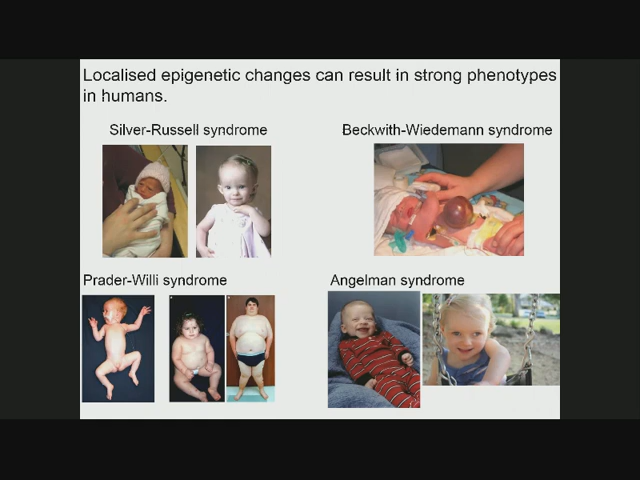 Localised epigenetic changes can result in strong phenotypes
in humans.
Silver-Russell syndrome
Beckwith-Wiedemann syndrome
Prader-Willi syndrome
Angelman syndrome